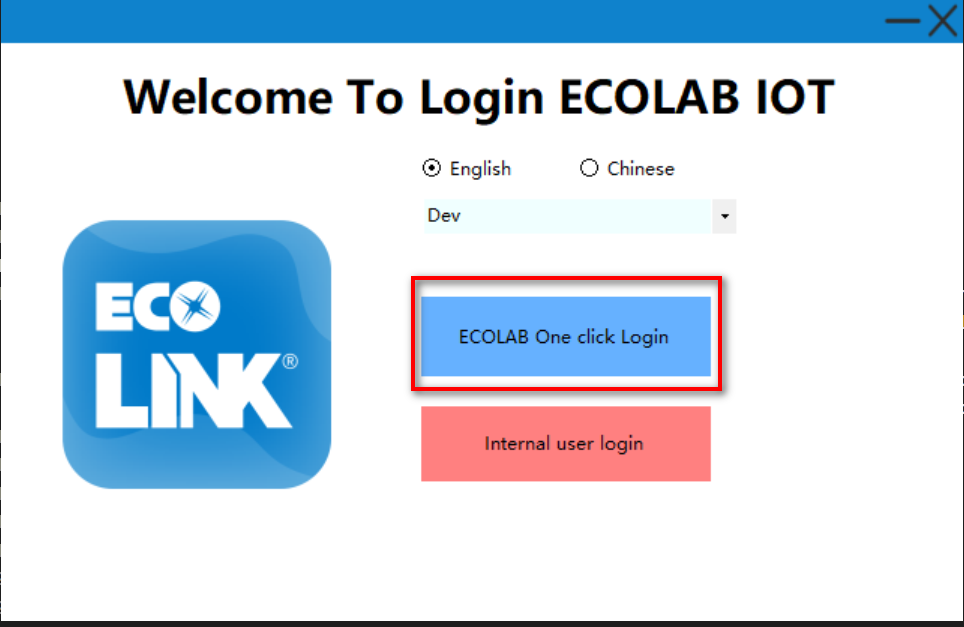 Welcome To Login ECOLAB IOT
English
Chinese
Dev
ECO
LINK®
ECOLAB One click Login
Internal user login